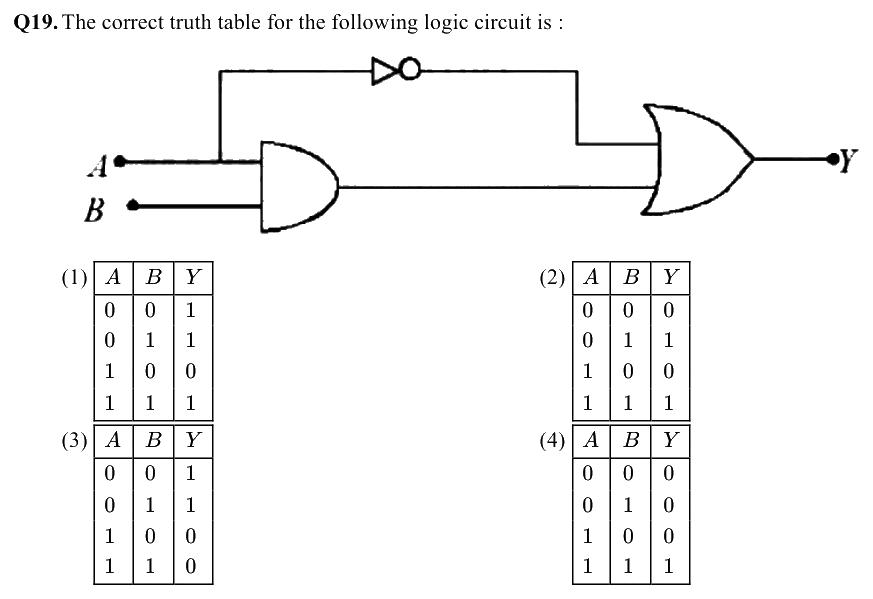 Q19. The correct truth table for the following logic circuit is :
A
B
Y
(1) A B Y
0 0 1
0 1 1
1 0 0
1 1 1
(2) A B Y
0 0 0
0 1 1
1 0 0
1 1 1
(3) A B Y
0 0 1
0 1 1
1 0 0
1 1 0
(4) A B Y
0 0 0
0 1 0
1 0 0
1 1 1